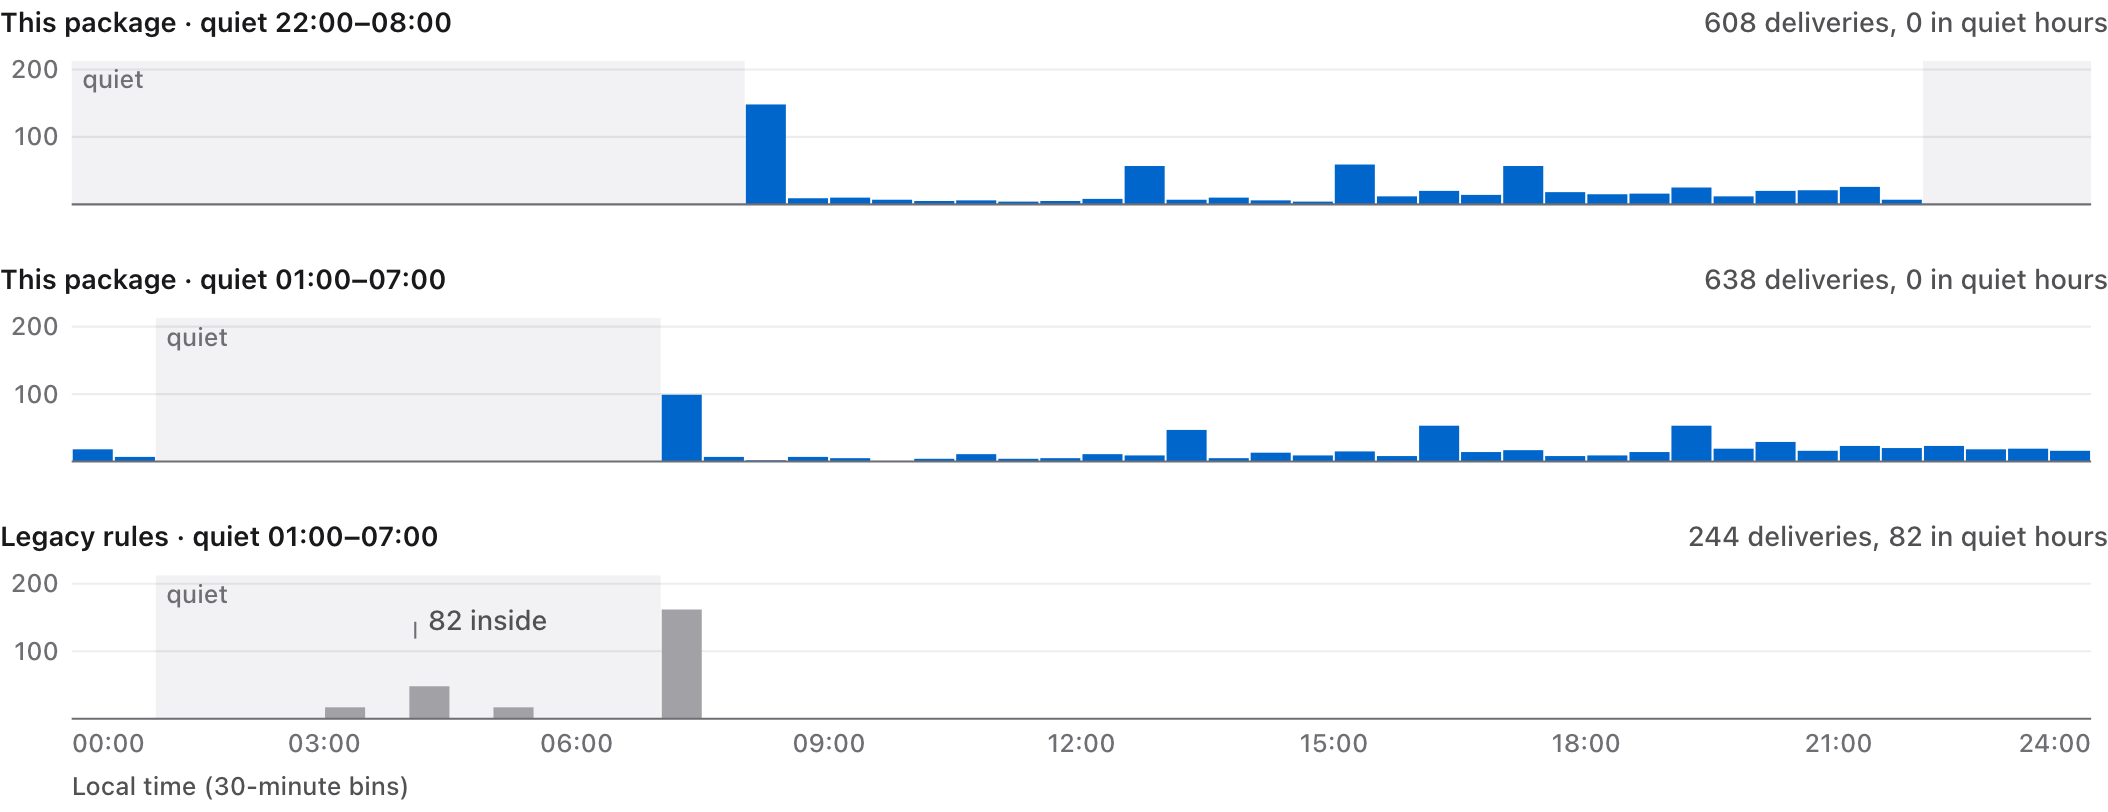 This package · quiet 22:00–08:00
608 deliveries, 0 in quiet hours
200
quiet
100
This package · quiet 01:00–07:00
638 deliveries, 0 in quiet hours
200
quiet
100
Legacy rules · quiet 01:00–07:00
244 deliveries, 82 in quiet hours
200
quiet
82 inside
100
00:00 03:00 06:00 09:00 12:00 15:00 18:00 21:00 24:00
Local time (30-minute bins)